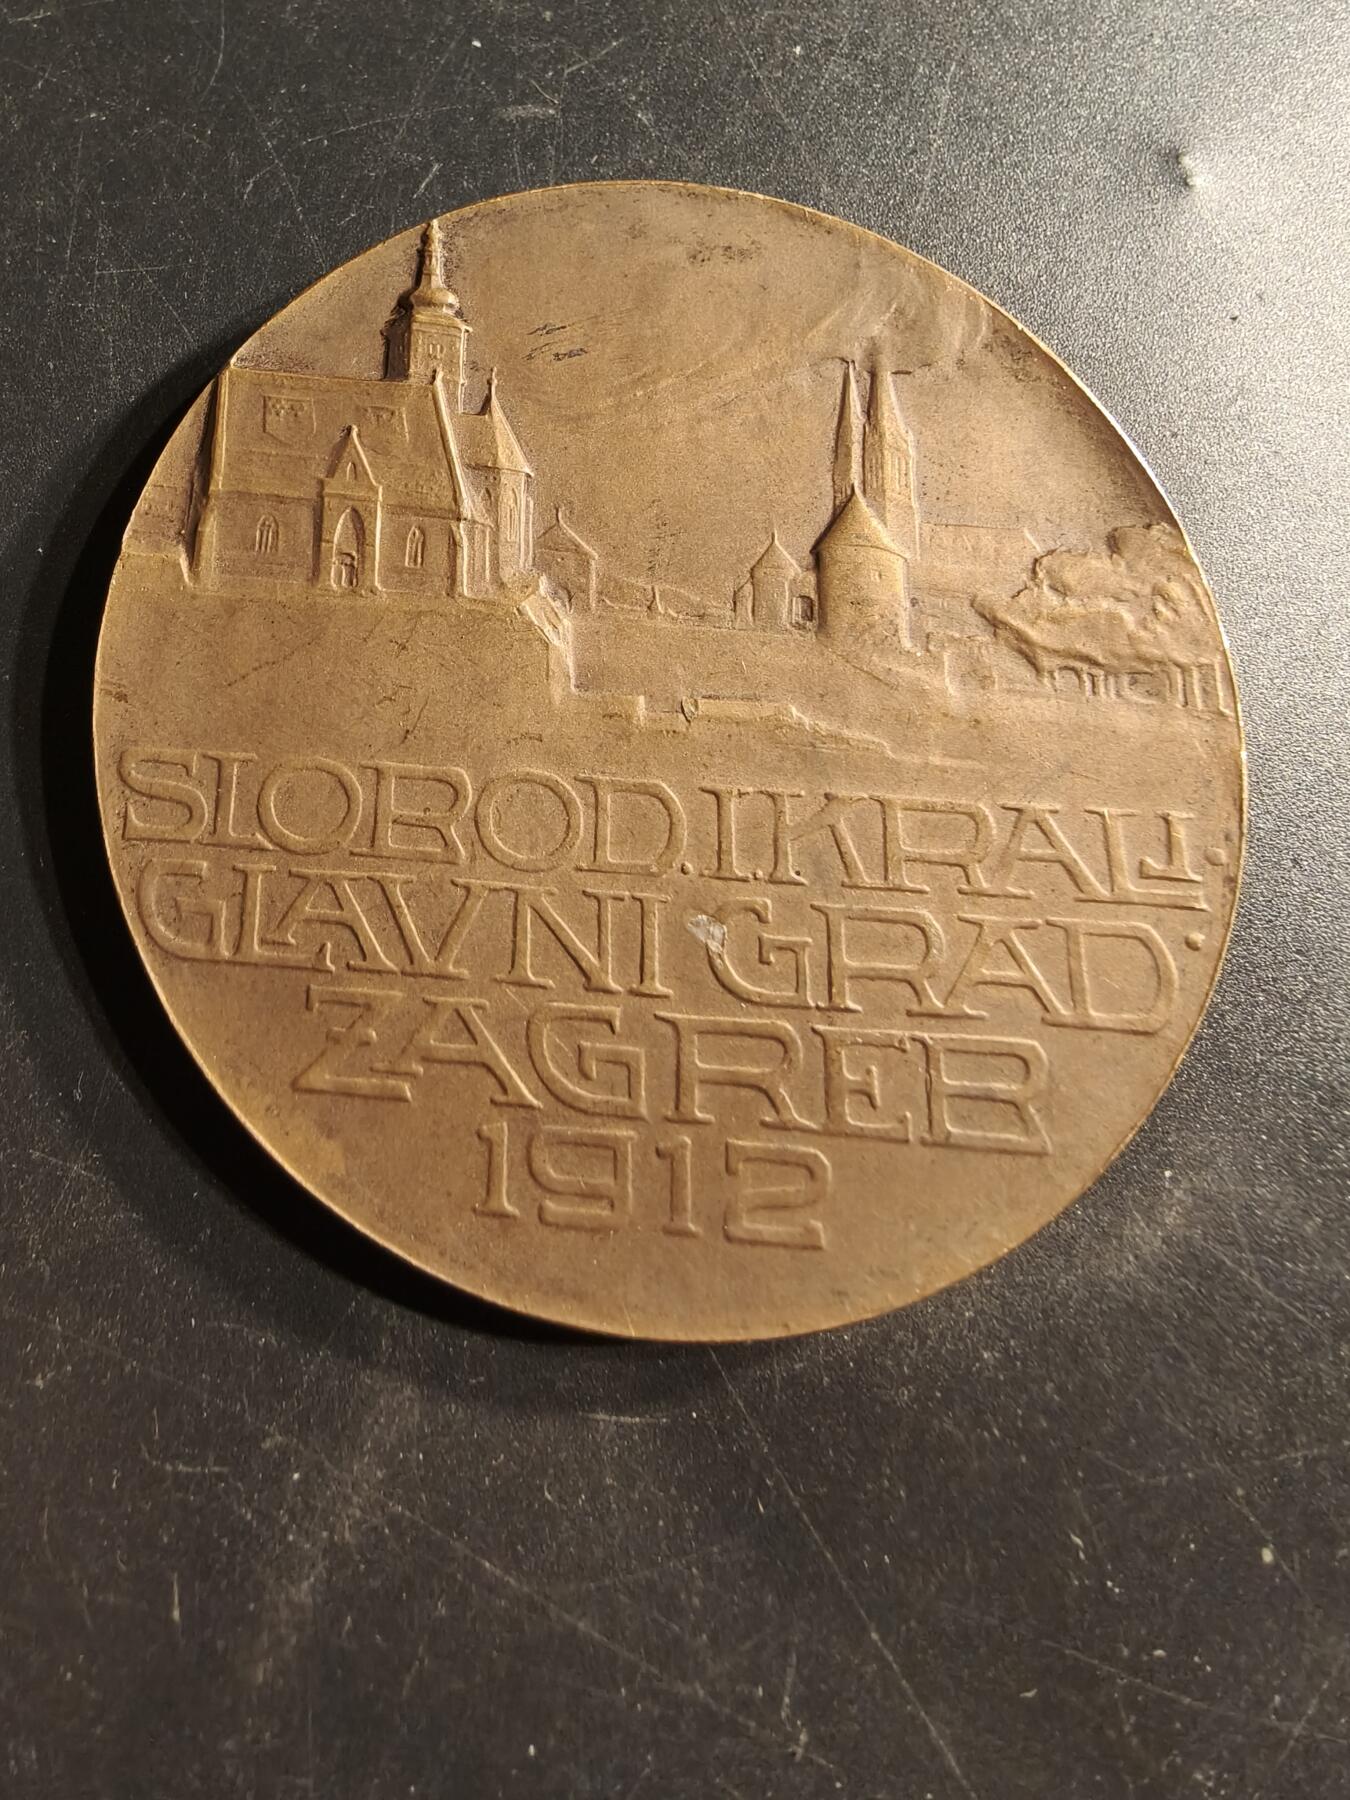 SLOBOD. I KRALJ.
GLAVNI GRAD.
ZAGREB
1912